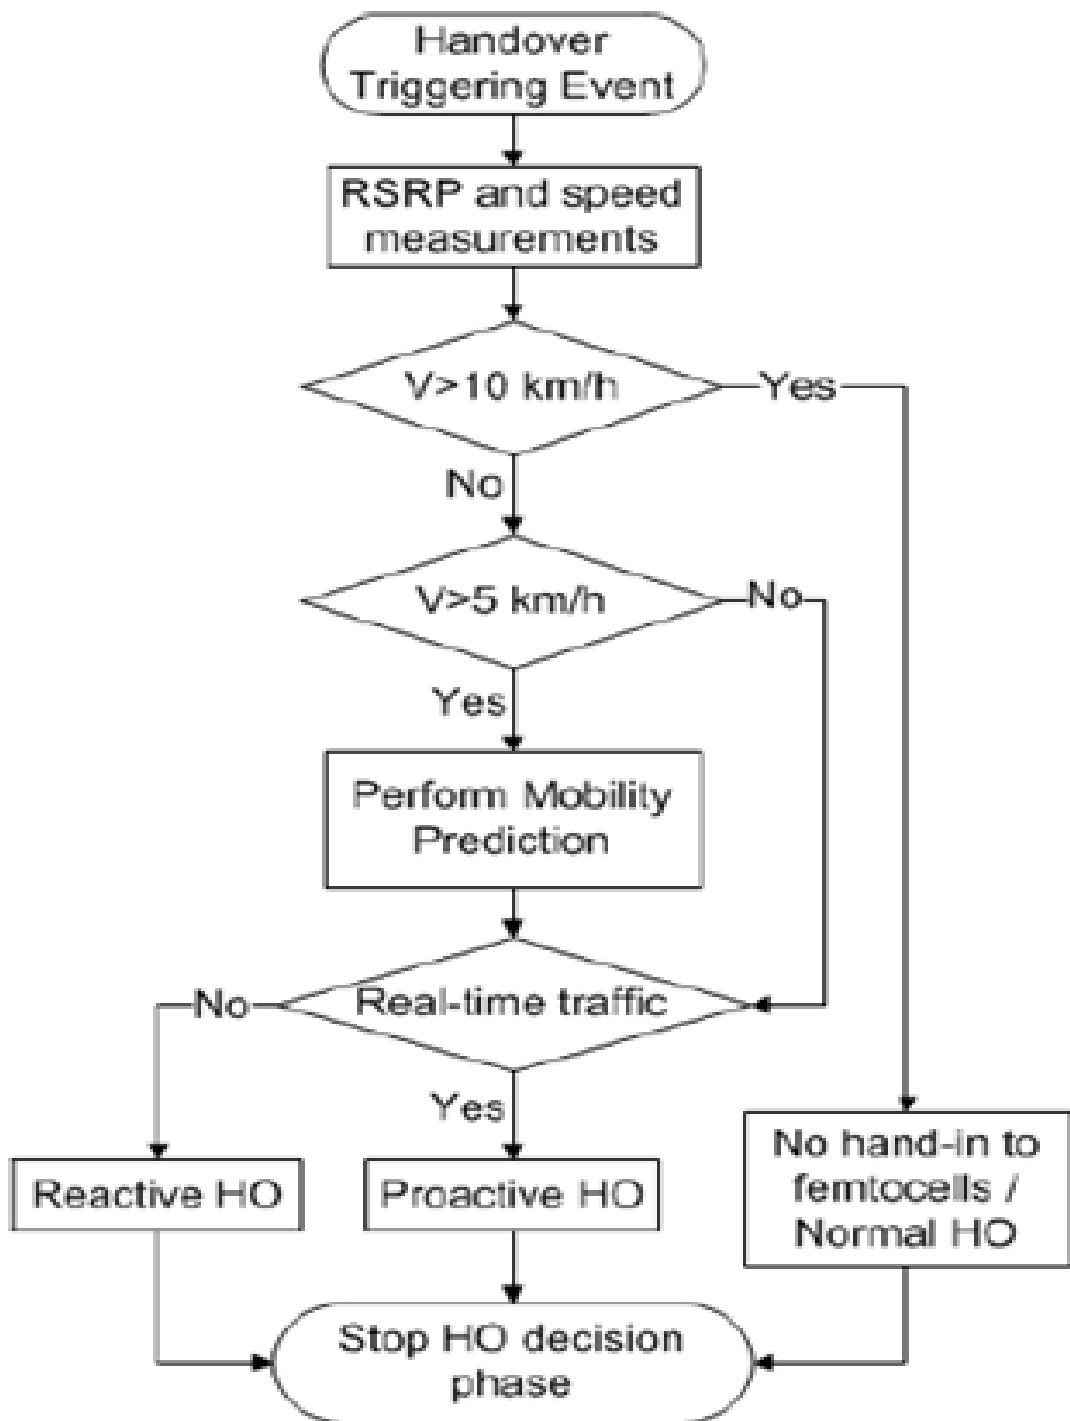 Handover
Triggering Event
RSRP and speed
measurements
V>10 km/h
Yes
No
V>5 km/h
No
Yes
Perform Mobility
Prediction
Real-time traffic
No
Yes
Reactive HO
Proactive HO
No hand-in to
femtocells /
Normal HO
Stop HO decision
phase